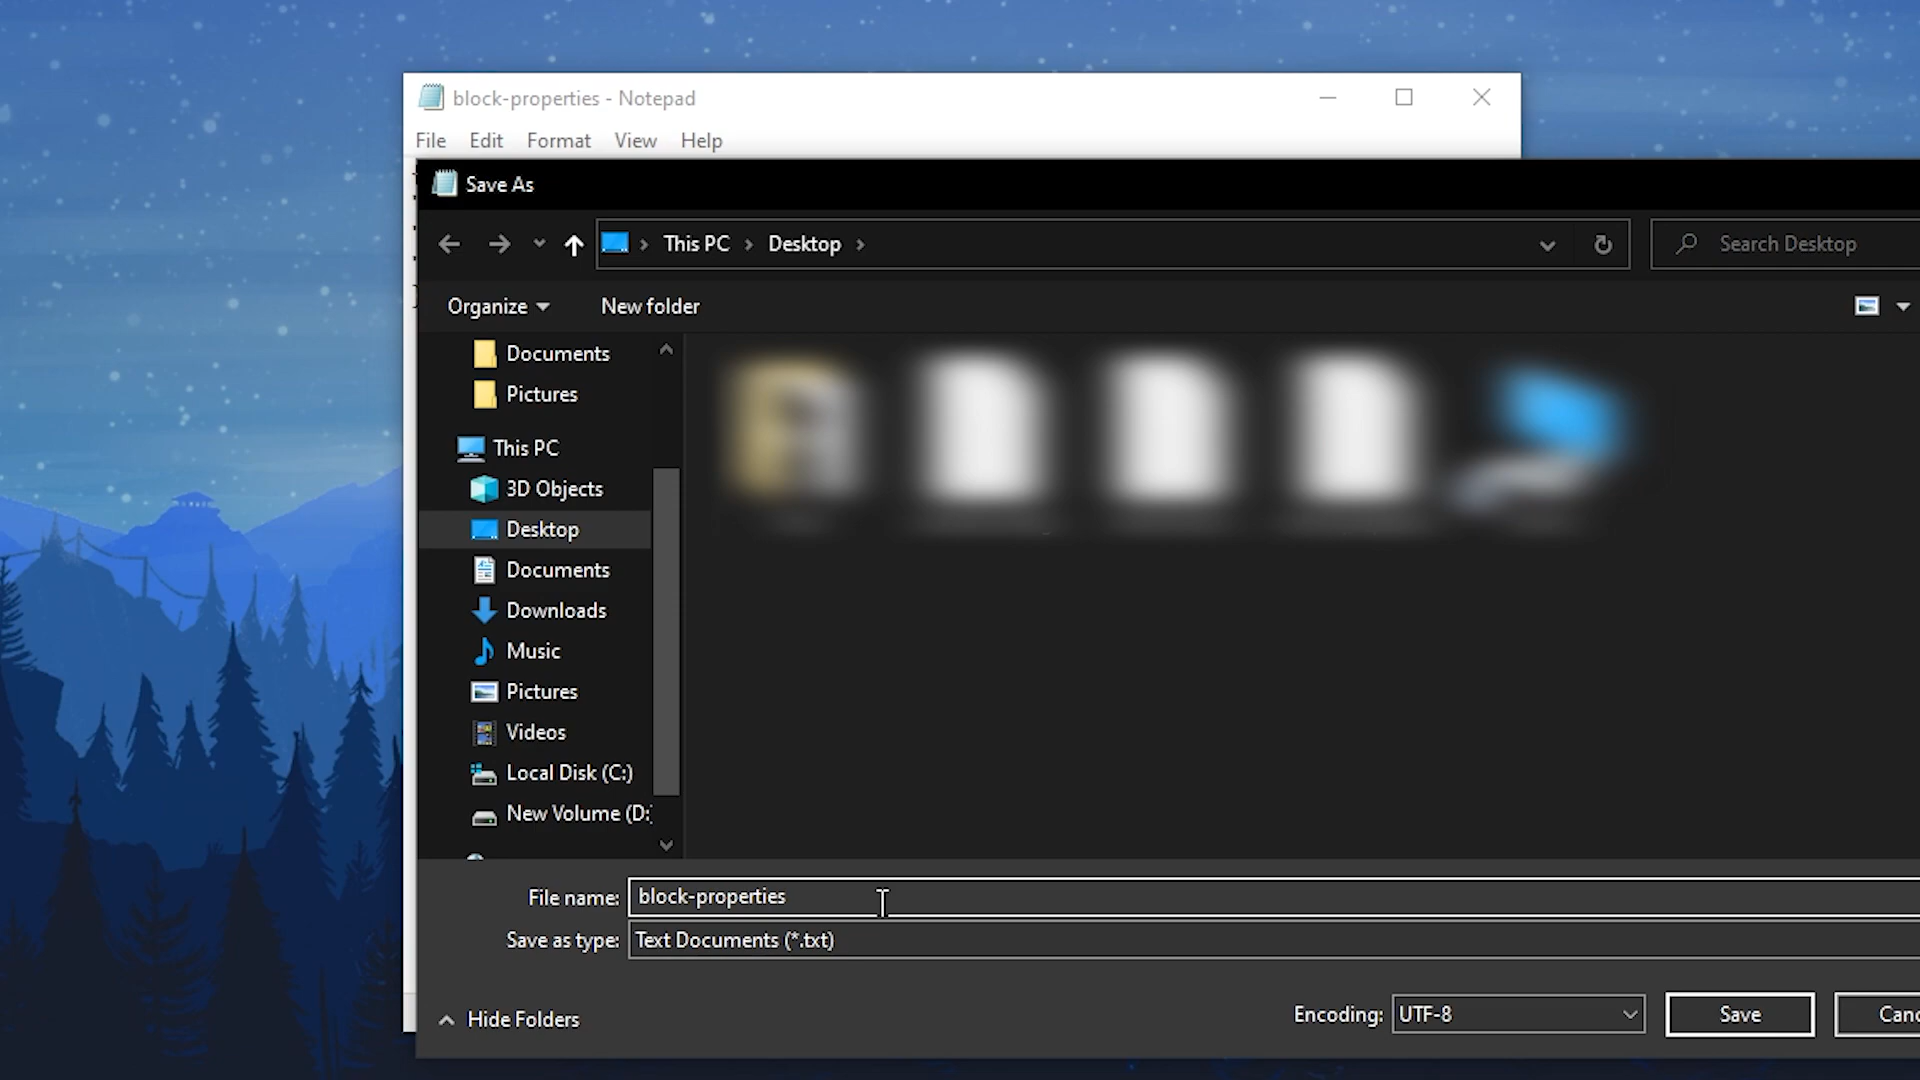 block-properties - Notepad
File Edit Format View Help
Save As
This PC Desktop
Search Desktop
Organize
New folder
Documents
Pictures
This PC
3D Objects
Desktop
Documents
Downloads
Music
Pictures
Videos
Local Disk (C:)
New Volume (D:
File name: block-properties
Save as type: Text Documents (*.txt)
Hide Folders
Encoding: UTF-8
Save
Canc